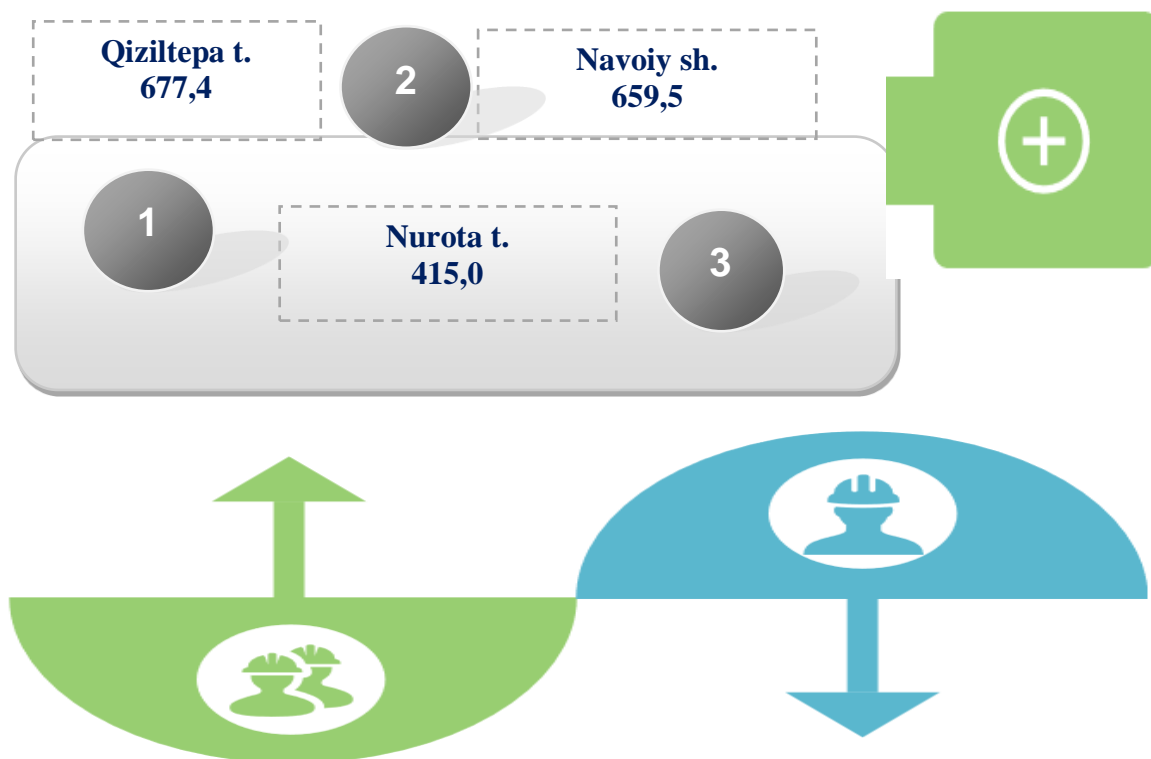 Qiziltepa t.
677,4
2
Navoiy sh.
659,5
1
Nurota t.
415,0
3